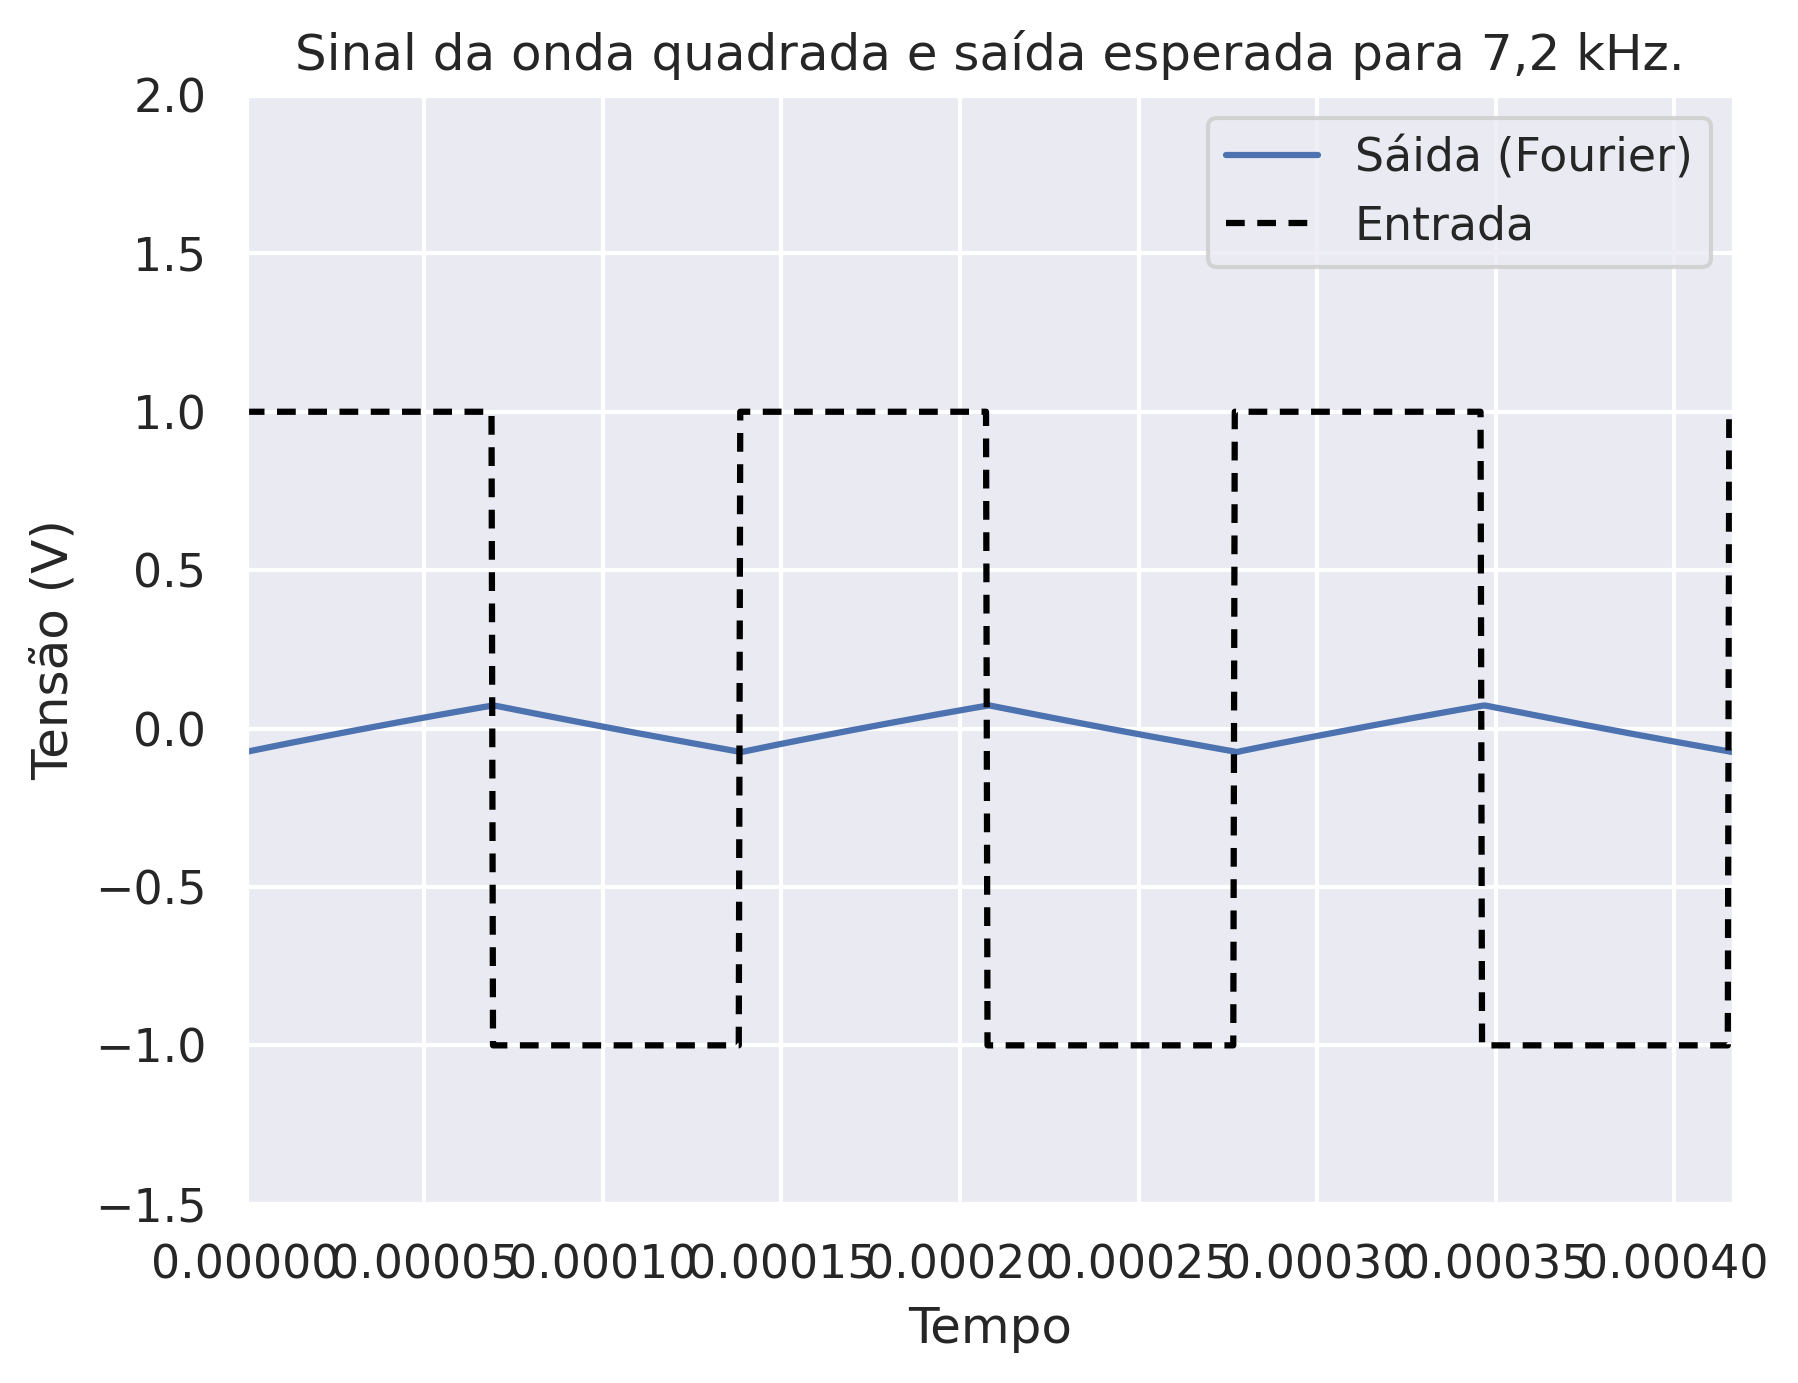 Sinal da onda quadrada e saída esperada para 7,2 kHz.
2.0
1.5
1.0
0.5
0.0
−0.5
−1.0
−1.5
Tensão (V)
Sáida (Fourier)
Entrada
0.00000 0.00005 0.00010 0.00015 0.00020 0.00025 0.00030 0.00035 0.00040
Tempo